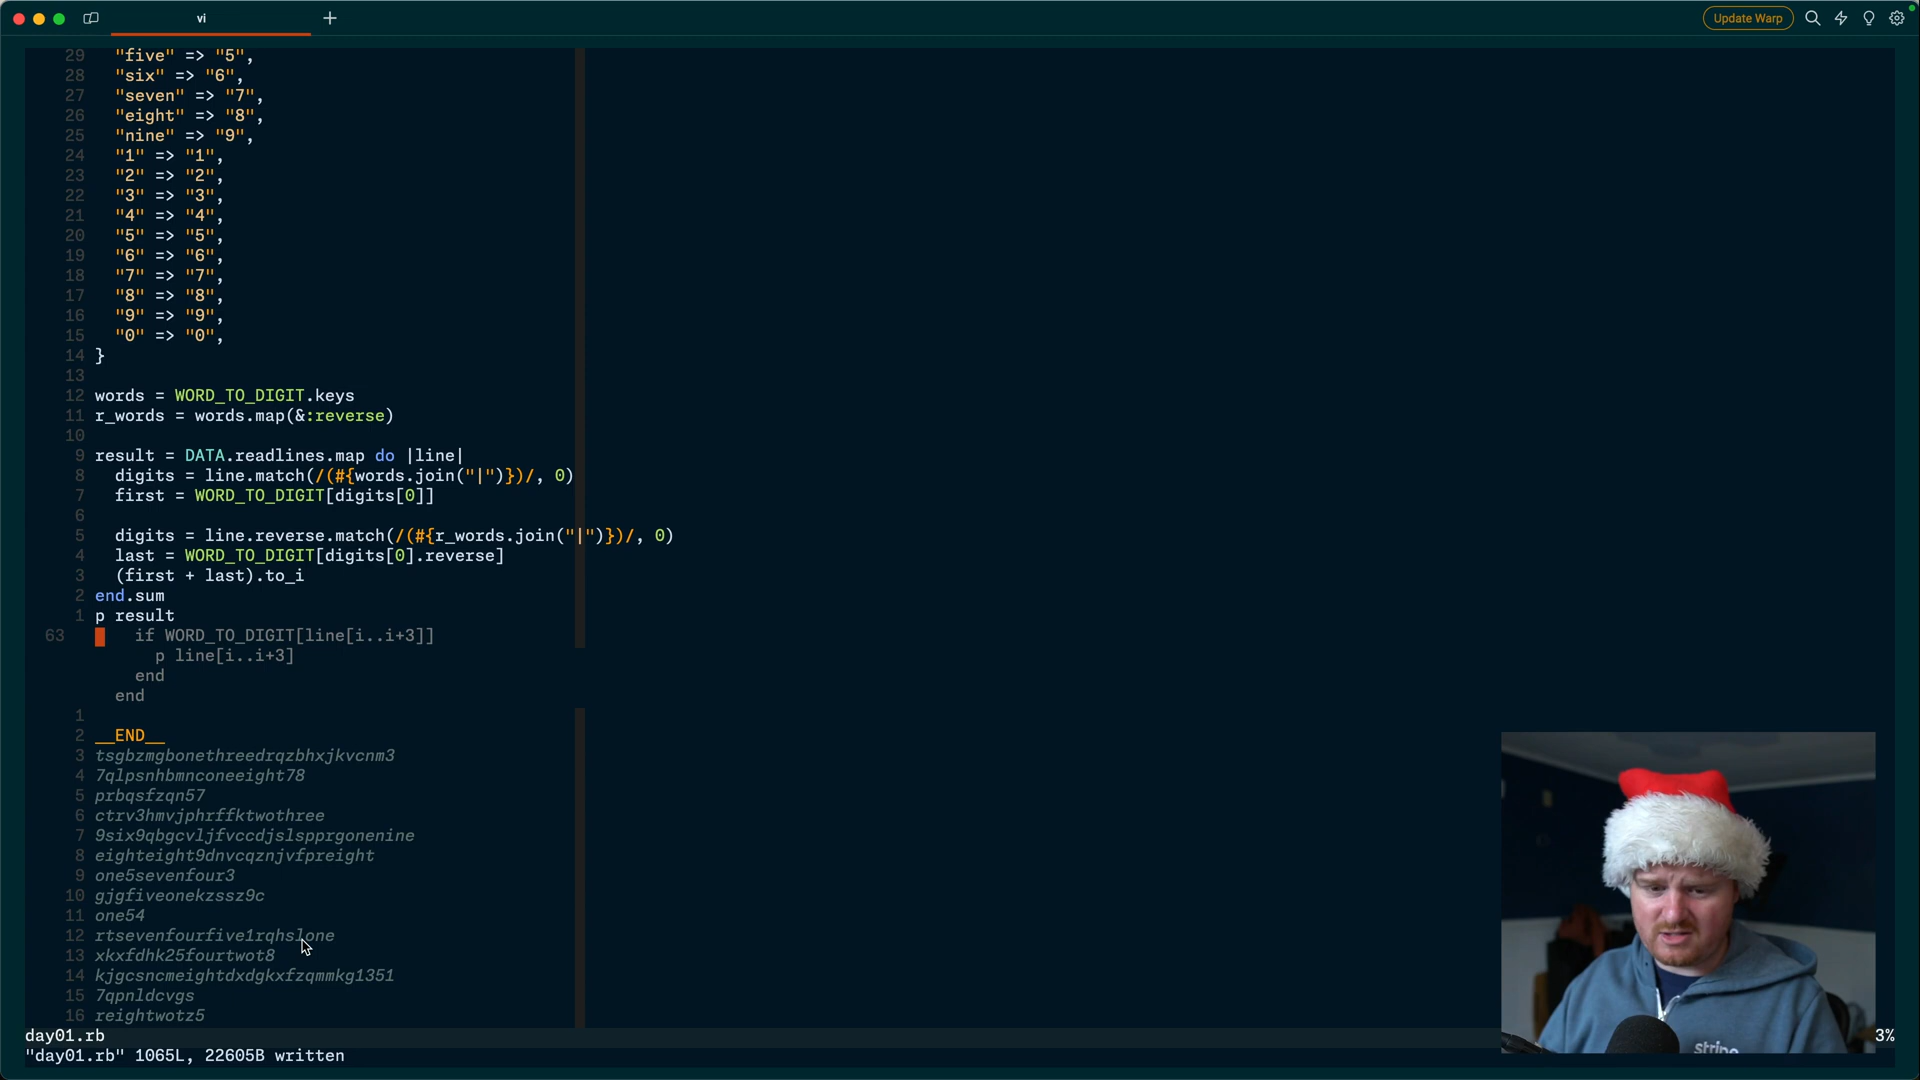 vi
Update Warp
29 "five" => "5",
28 "six" => "6",
27 "seven" => "7",
26 "eight" => "8",
25 "nine" => "9",
24 "1" => "1",
23 "2" => "2",
22 "3" => "3",
21 "4" => "4",
20 "5" => "5",
19 "6" => "6",
18 "7" => "7",
17 "8" => "8",
16 "9" => "9",
15 "0" => "0",
14 }
13
12 words = WORD_TO_DIGIT.keys
11 r_words = words.map(&:reverse)
10
9 result = DATA.readlines.map do |line|
8 digits = line.match(/(#{words.join("|")})/, 0)
7 first = WORD_TO_DIGIT[digits[0]]
6
5 digits = line.reverse.match(/(#{r_words.join("|")})/, 0)
4 last = WORD_TO_DIGIT[digits[0].reverse]
3 (first + last).to_i
2 end.sum
1 p result
63 if WORD_TO_DIGIT[line[i..i+3]]
p line[i..i+3]
end
end
1
2 __END__
3 tsgbzmgbonethreedrqzbhxjkvcnm3
4 7qlpsnhbmnconeeight78
5 prbqsfzqn57
6 ctrv3hmvjphrffktwothree
7 9six9qbgcvljfvccdjslspprgonenine
8 eighteight9dnvcqznjvfpreight
9 one5sevenfour3
10 gjgfiveonekzssz9c
11 one54
12 rtsevenfourfive1rqhslone
13 xkxfdhk25fourtwot8
14 kjgcsncmeightdxdgkxfzqmmkg1351
15 7qpnldcvgs
16 reightwotz5
day01.rb
3%
"day01.rb" 1065L, 22605B written
stripe